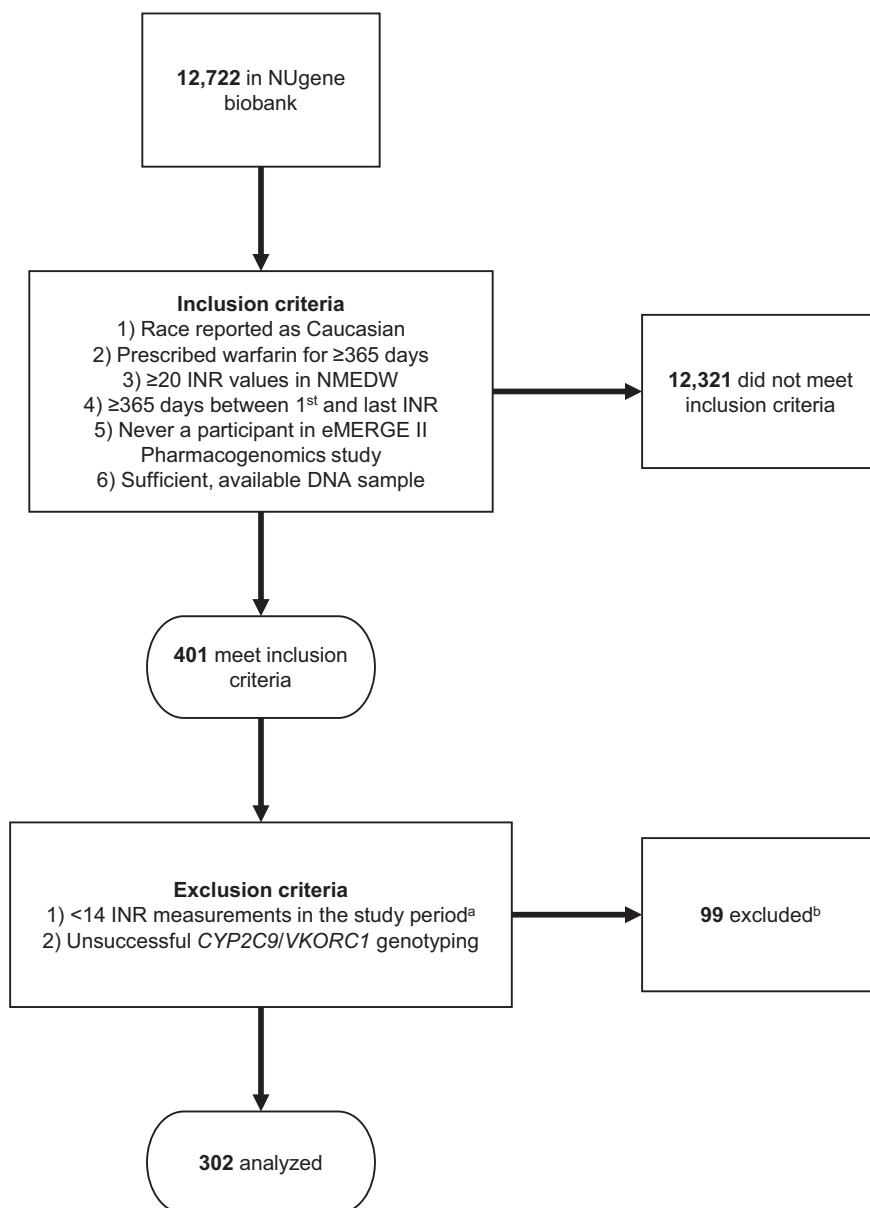 12,722 in NUgene
biobank
Inclusion criteria
1) Race reported as Caucasian
2) Prescribed warfarin for ≥365 days
3) ≥20 INR values in NMEDW
4) ≥365 days between 1st and last INR
5) Never a participant in eMERGE II
Pharmacogenomics study
6) Sufficient, available DNA sample
12,321 did not meet
inclusion criteria
401 meet inclusion
criteria
Exclusion criteria
1) <14 INR measurements in the study periodᵃ
2) Unsuccessful CYP2C9/VKORC1 genotyping
99 excludedᵇ
302 analyzed